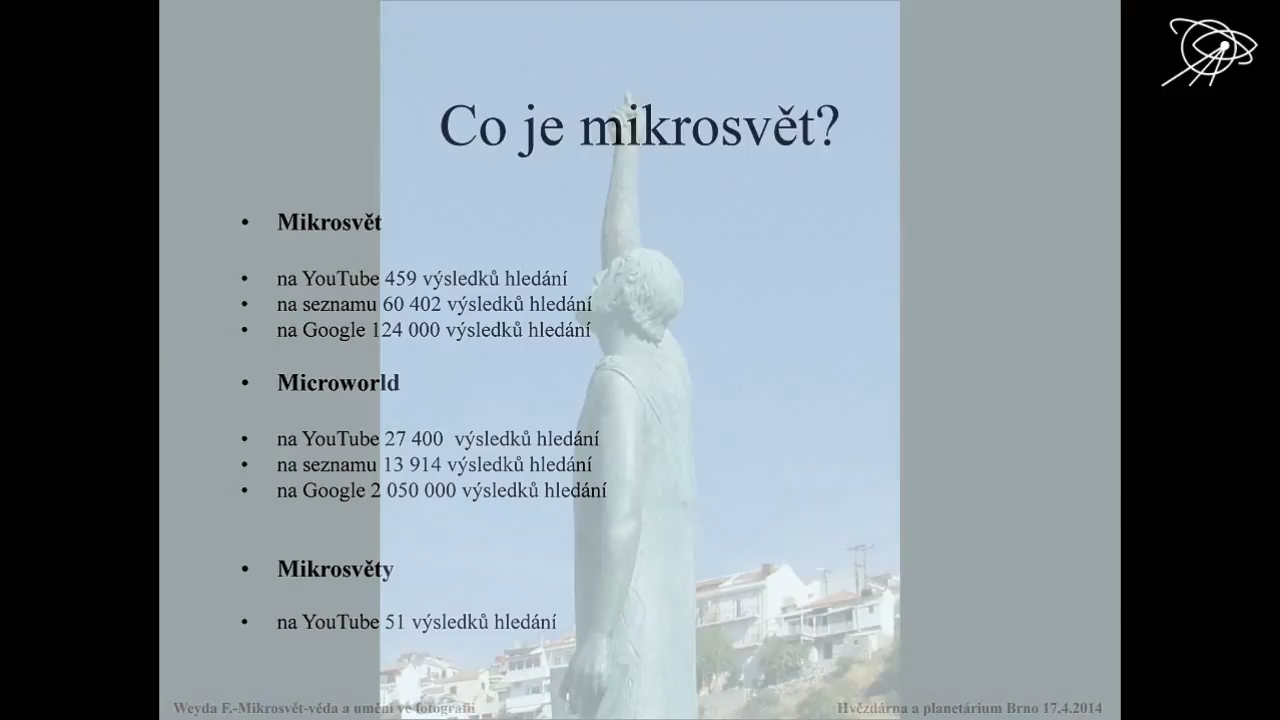 Co je mikrosvět?
• Mikrosvět
• na YouTube 459 výsledků hledání
• na seznamu 60 402 výsledků hledání
• na Google 124 000 výsledků hledání
• Microworld
• na YouTube 27 400 výsledků hledání
• na seznamu 13 914 výsledků hledání
• na Google 2 050 000 výsledků hledání
• Mikrosvěty
• na YouTube 51 výsledků hledání
Weyda F.-Mikrosvět-věda a umění ve fotografii
Hvězdárna a planetárium Brno 17.4.2014